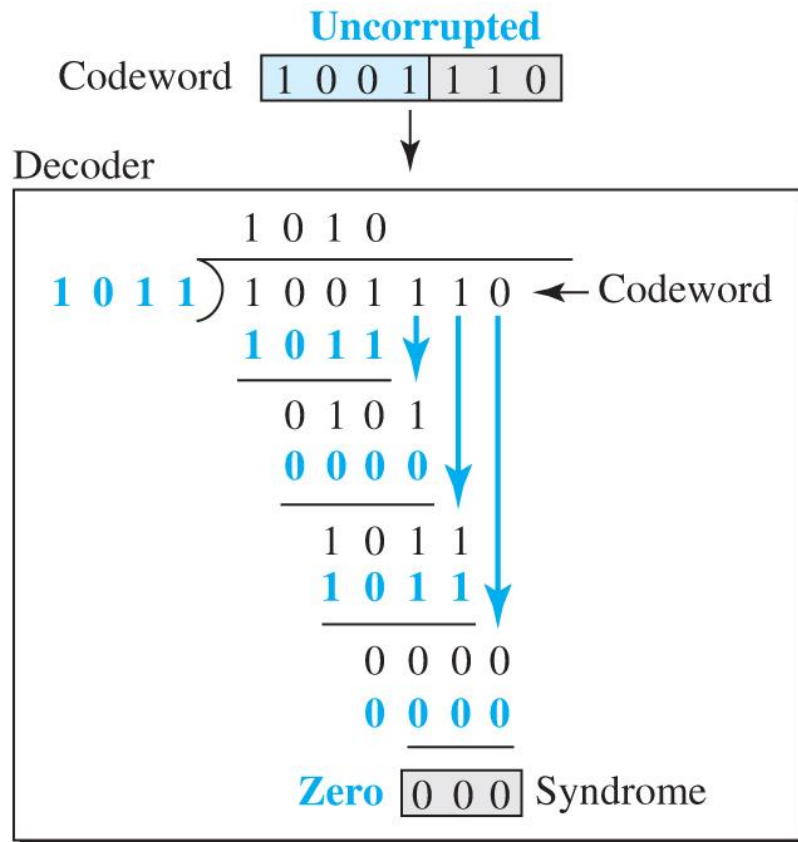 Uncorrupted
Codeword 1 0 0 1 1 1 0
Decoder
1 0 1 0
1 0 1 1 1 0 0 1 1 1 0 Codeword
1 0 1 1
0 1 0 1
0 0 0 0
1 0 1 1
1 0 1 1
0 0 0 0
0 0 0 0
Zero 0 0 0 Syndrome